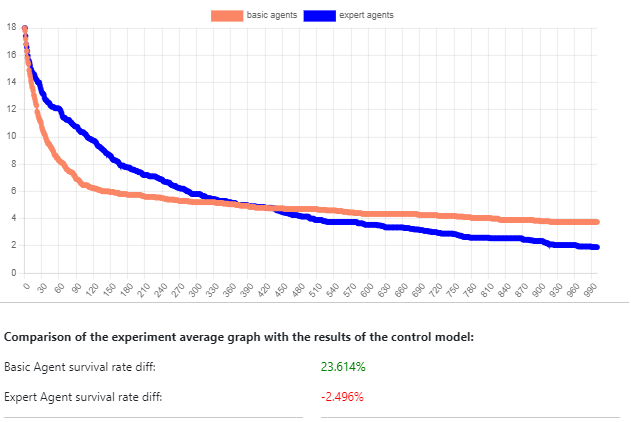 basic agents expert agents
18
16
14
12
10
8
6
4
2
0
0 30 60 90 120 150 180 210 240 270 300 330 360 390 420 450 480 510 540 570 600 630 660 690 720 750 780 810 840 870 900 930 960 990
Comparison of the experiment average graph with the results of the control model:
Basic Agent survival rate diff: 23.614%
Expert Agent survival rate diff: -2.496%